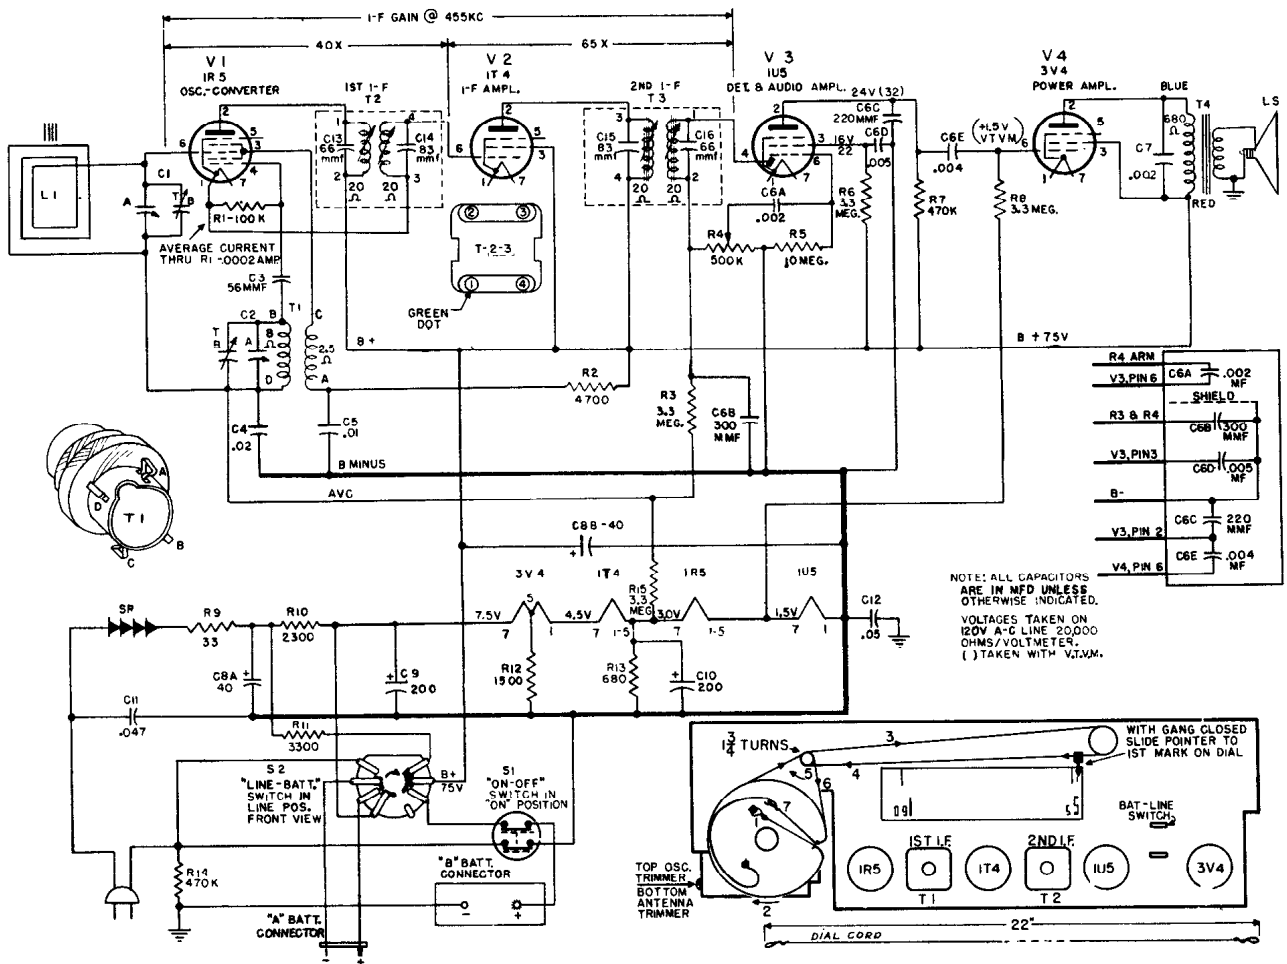 I-F GAIN @ 455KC
40X
65X
V1
1R5
OSC.-CONVERTER
V2
1T4
I-F AMPL.
V3
1U5
DET. & AUDIO AMPL.
V4
3V4
POWER AMPL.
1ST I-F
T2
2ND I-F
T3
24V (32)
C6C
220MMF
C6D
.005
16V
22
C6E
.004
(+1.5V
VTVM)
BLUE
T4
680
Ω
C7
.002
RED
LS
L1
C1
A
T
B
C13
66
mmf
C14
83
mmf
20
Ω
20
Ω
C15
83
mmf
C16
66
mmf
20
Ω
20
Ω
R1-100K
AVERAGE CURRENT
THRU R1-.0002AMP
C3
56MMF
T-2-3
GREEN
DOT
C6A
.002
R4
500K
R5
10MEG.
R6
3.3
MEG.
R7
470K
R8
3.3MEG.
C2
T1
B
C
8
Ω
2.5
Ω
D
A
B+
B+75V
R2
4700
R3
3.3
MEG.
C6B
300
MMF
C4
.02
C5
.01
B MINUS
AVC
R4 ARM
V3,PIN 6
C6A
.002
MF
SHIELD
R3 & R4
C6B
300
MMF
V3,PIN3
C6D
.005
MF
B-
C6C
220
MMF
V3,PIN 2
C6E
.004
MF
V4,PIN 6
A
D
T1
B
C
C8B-40
3V4
1T4
1R5
1U5
7.5V
4.5V
3.0V
1.5V
R15
3.3
MEG
C12
.05
NOTE: ALL CAPACITORS
ARE IN MFD UNLESS
OTHERWISE INDICATED.
VOLTAGES TAKEN ON
120V A-C LINE 20,000
OHMS/VOLTMETER.
( ) TAKEN WITH V.T.V.M.
SR
R9
33
R10
2300
C8A
40
C9
200
R12
1500
R13
680
C10
200
C11
.047
R11
3300
S2
"LINE-BATT."
SWITCH IN
LINE POS.
FRONT VIEW
B+
75V
S1
"ON-OFF"
SWITCH IN
"ON" POSITION
R14
470K
"B" BATT.
CONNECTOR
- +
"A" BATT.
CONNECTOR
- +
1 3/4 TURNS
WITH GANG CLOSED
SLIDE POINTER TO
1ST MARK ON DIAL
3
4
5
6
7
1
2
160
55
BAT-LINE
SWITCH
1R5
1ST I.F.
T1
1T4
2ND I.F.
T2
1U5
3V4
TOP OSC.
TRIMMER
BOTTOM
ANTENNA
TRIMMER
22"
DIAL CORD